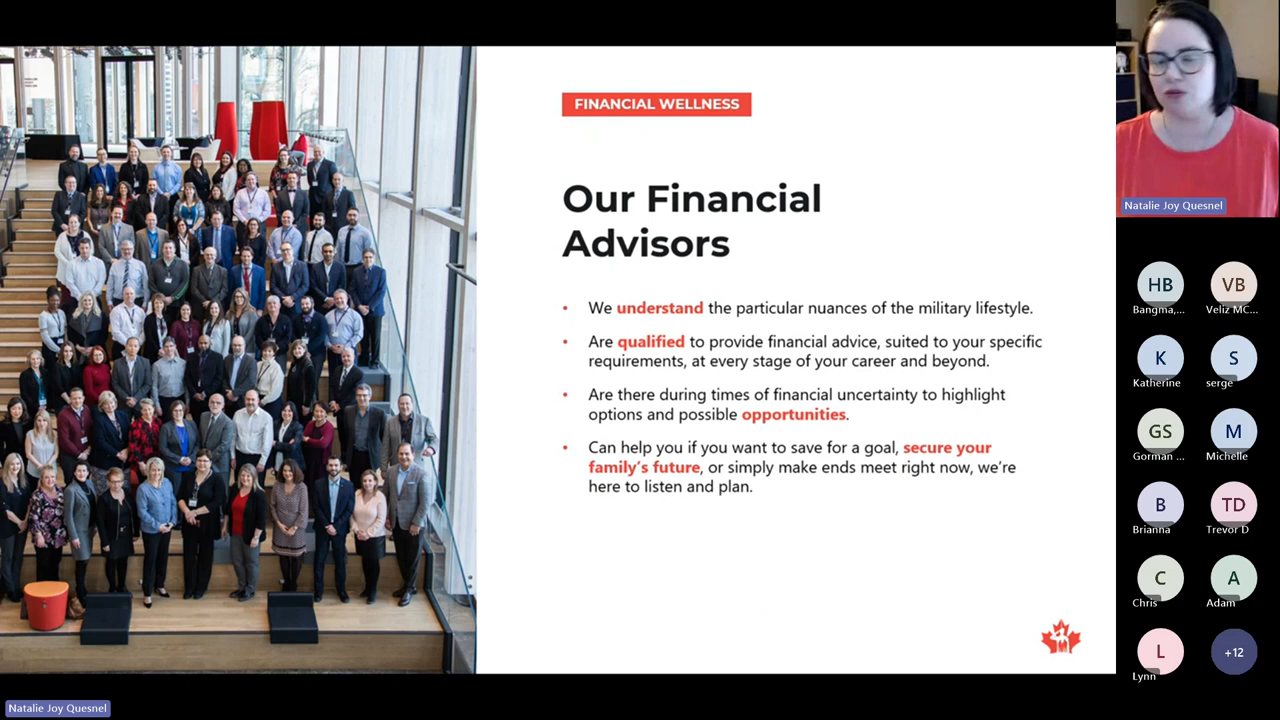 FINANCIAL WELLNESS
Our Financial
Advisors
• We understand the particular nuances of the military lifestyle.
• Are qualified to provide financial advice, suited to your specific
requirements, at every stage of your career and beyond.
• Are there during times of financial uncertainty to highlight
options and possible opportunities.
• Can help you if you want to save for a goal, secure your
family's future, or simply make ends meet right now, we're
here to listen and plan.
Natalie Joy Quesnel
HB
Bangma,...
VB
Veliz MC...
K
Katherine
S
serge
GS
Gorman ...
M
Michelle
B
Brianna
TD
Trevor D
C
Chris
A
Adam
L
Lynn
+12
Natalie Joy Quesnel